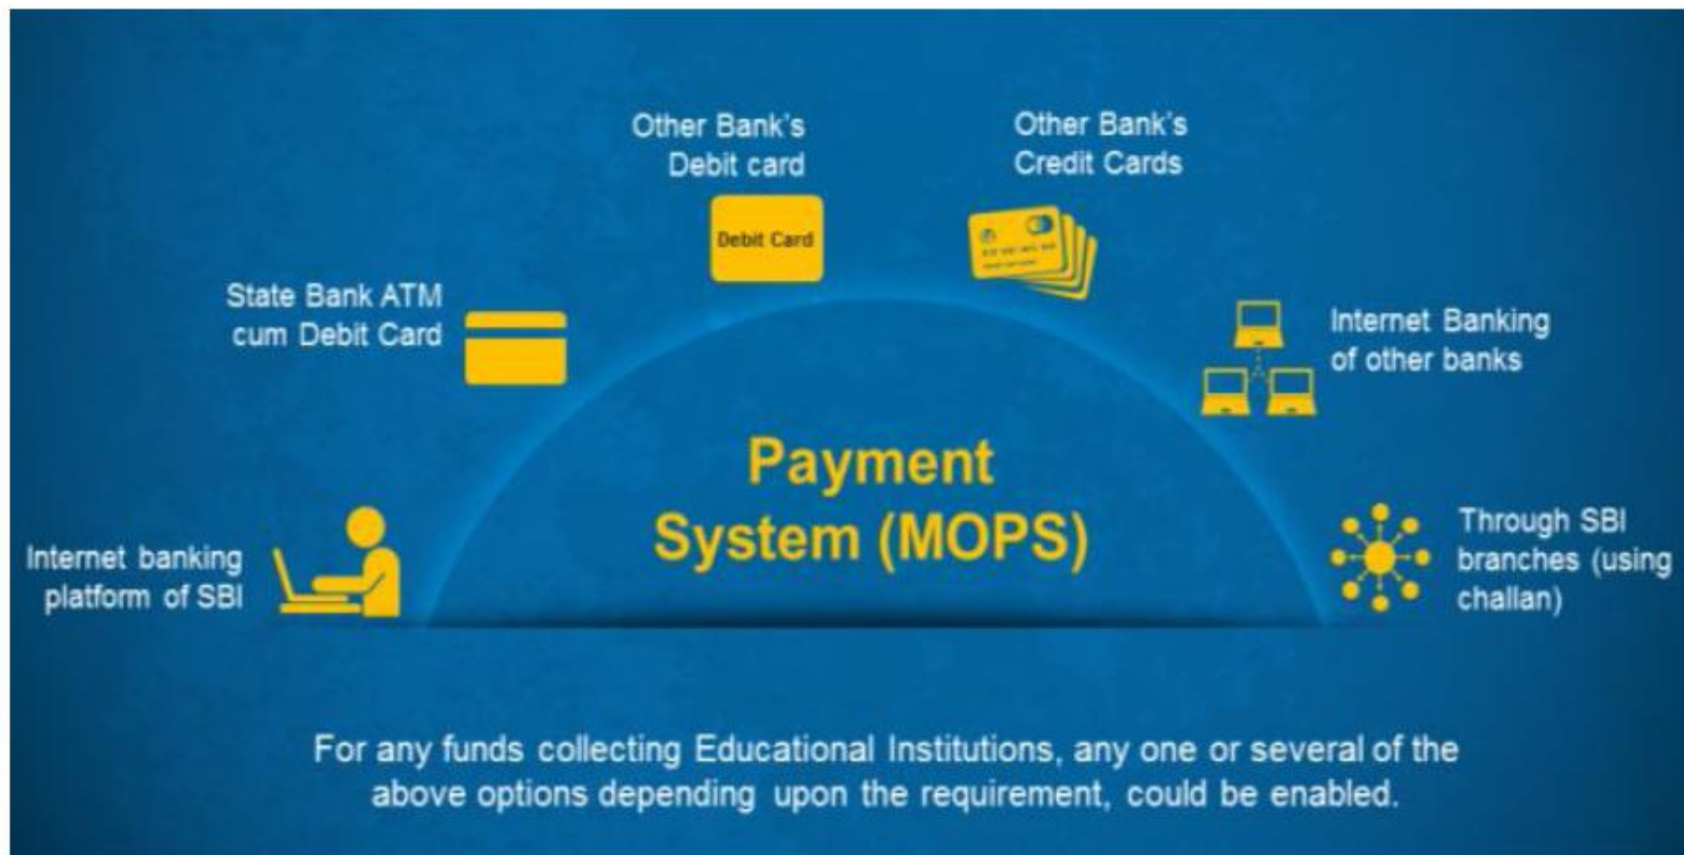 Other Bank's
Debit card
Other Bank's
Credit Cards
Debit Card
State Bank ATM
cum Debit Card
Internet Banking
of other banks
Payment
System (MOPS)
Internet banking
platform of SBI
Through SBI
branches (using
challan)
For any funds collecting Educational Institutions, any one or several of the
above options depending upon the requirement, could be enabled.